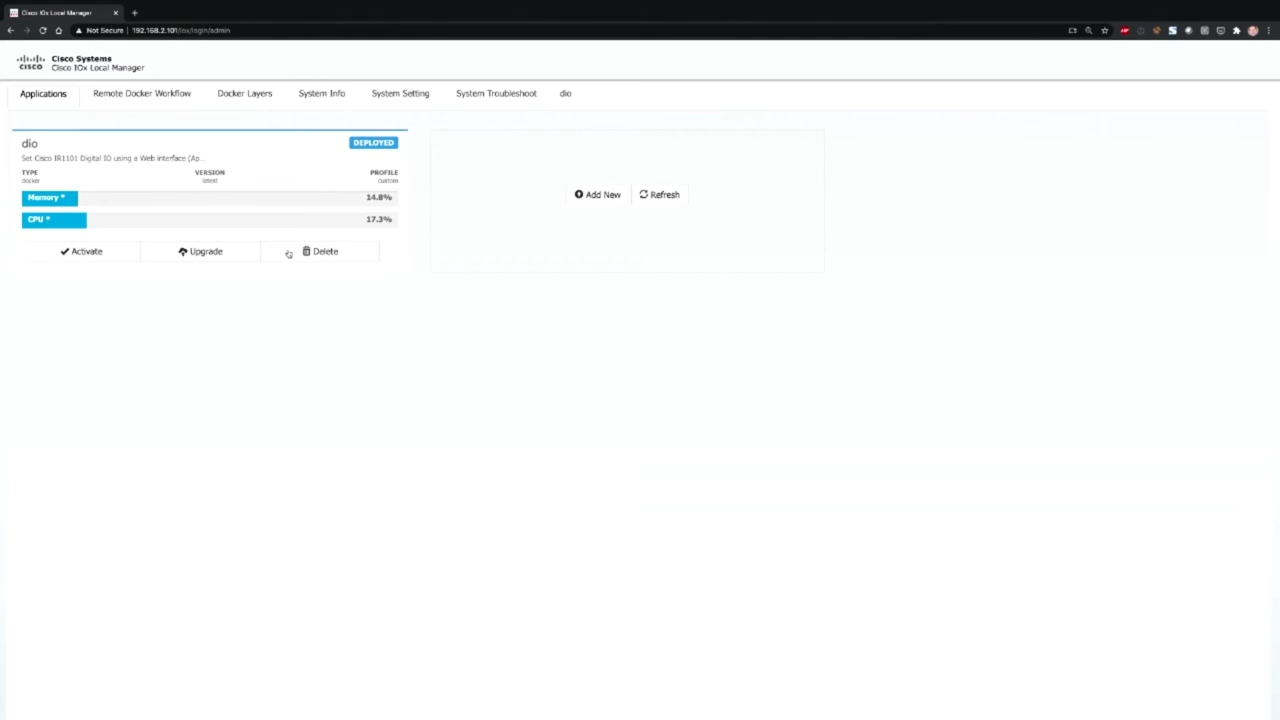 Cisco IOx Local Manager
Not Secure | 192.168.2.101/iox/login/admin
CISCO
Cisco Systems
Cisco IOx Local Manager
Applications Remote Docker Workflow Docker Layers System Info System Setting System Troubleshoot dio
dio DEPLOYED
Set Cisco IR1101 Digital IO using a Web interface (Ap...
TYPE VERSION PROFILE
docker latest custom
Memory * 14.8%
CPU * 17.3%
Activate Upgrade Delete
Add New Refresh